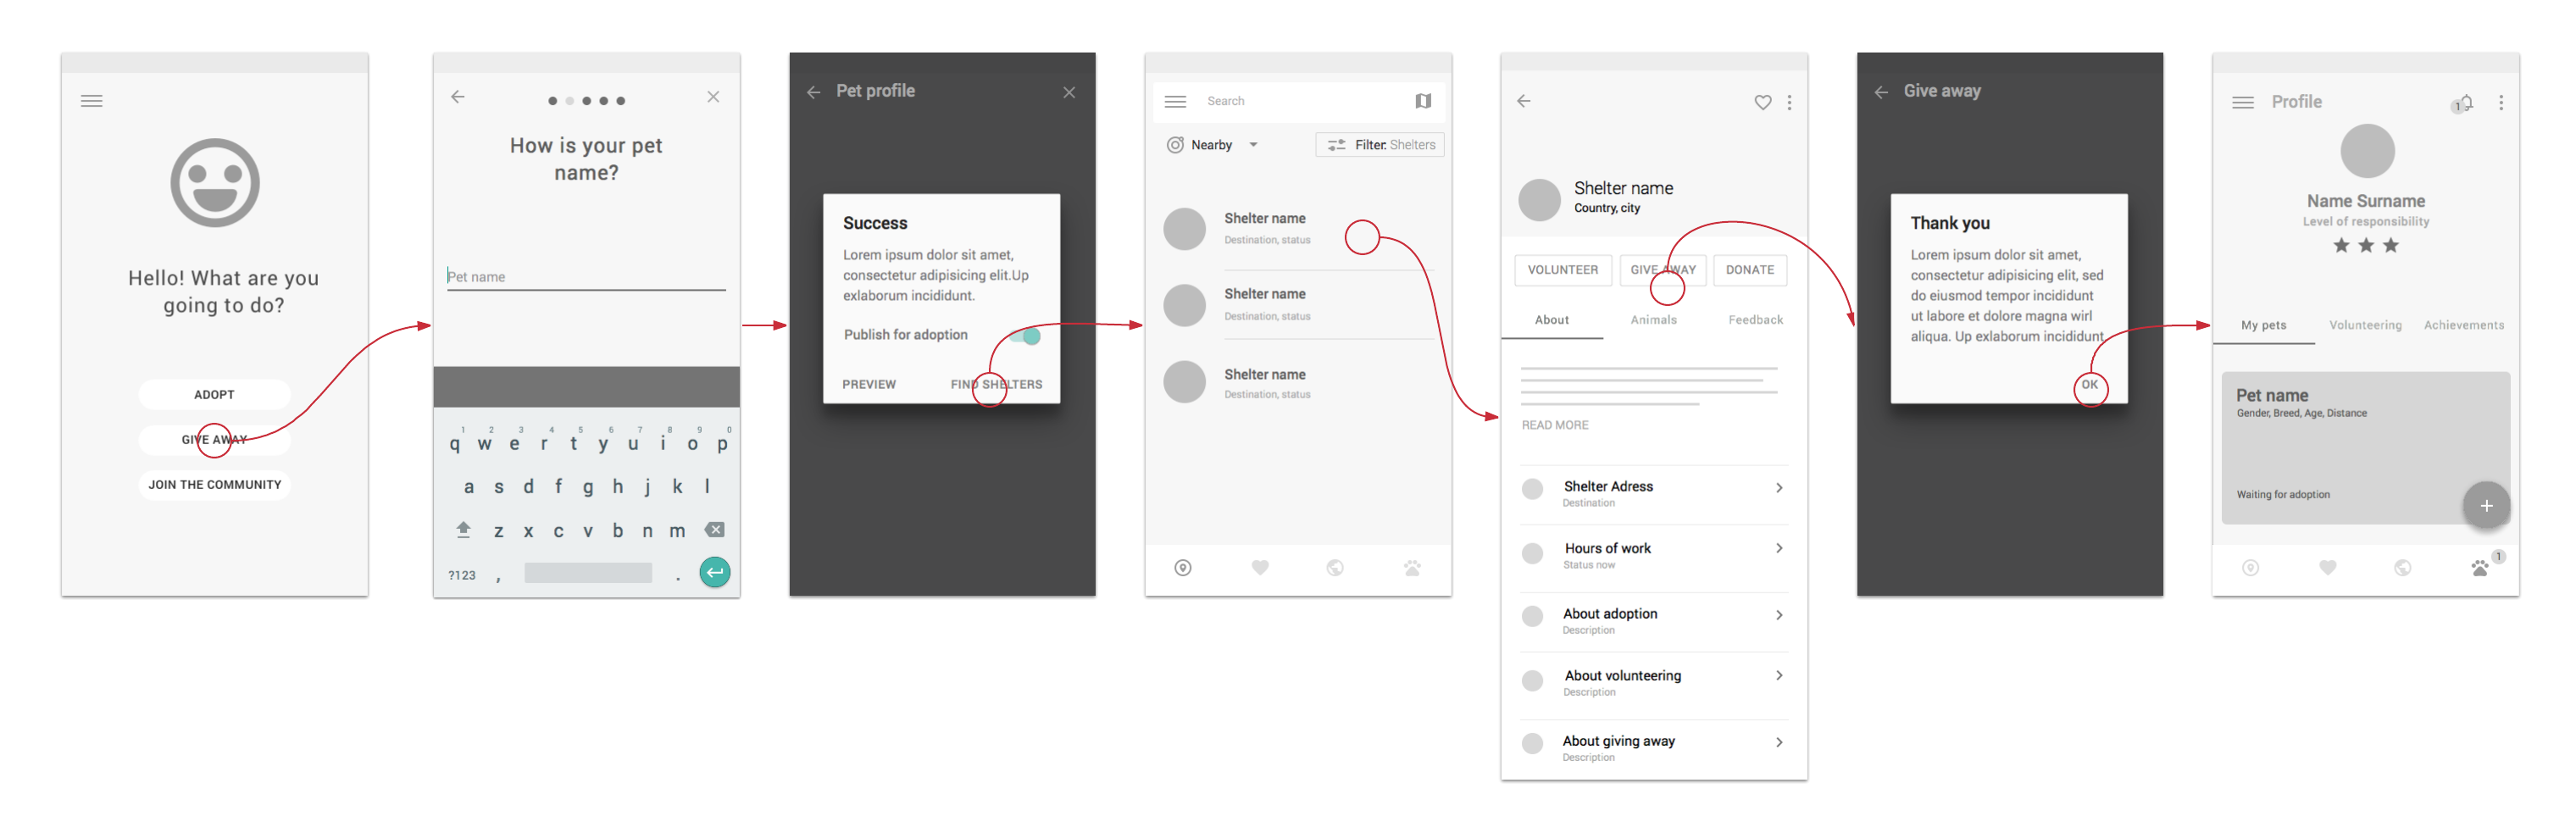 Hello! What are you
going to do?
ADOPT
GIVE AWAY
JOIN THE COMMUNITY
How is your pet
name?
Pet name
1 2 3 4 5 6 7 8 9 0
q w e r t y u i o p
a s d f g h j k l
z x c v b n m
?123 , .
Pet profile
Success
Lorem ipsum dolor sit amet,
consectetur adipisicing elit.Up
exlaborum incididunt.
Publish for adoption
PREVIEW FIND SHELTERS
Search
Nearby Filter: Shelters
Shelter name
Destination, status
Shelter name
Destination, status
Shelter name
Destination, status
Shelter name
Country, city
VOLUNTEER GIVE AWAY DONATE
About Animals Feedback
READ MORE
Shelter Adress
Destination
Hours of work
Status now
About adoption
Description
About volunteering
Description
About giving away
Description
Give away
Thank you
Lorem ipsum dolor sit amet,
consectetur adipisicing elit, sed
do eiusmod tempor incididunt
ut labore et dolore magna wirl
aliqua. Up exlaborum incididunt
OK
Profile 1
Name Surname
Level of responsibility
My pets Volunteering Achievements
Pet name
Gender, Breed, Age, Distance
Waiting for adoption
+
1